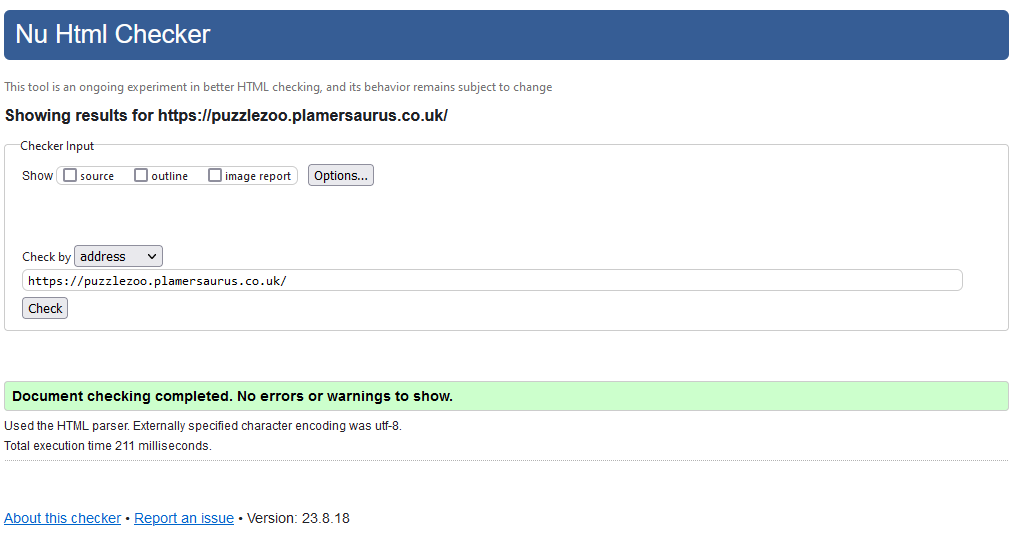 Nu Html Checker
This tool is an ongoing experiment in better HTML checking, and its behavior remains subject to change
Showing results for https://puzzlezoo.plamersaurus.co.uk/
Checker Input
Show source outline image report Options...
Check by address
https://puzzlezoo.plamersaurus.co.uk/
Check
Document checking completed. No errors or warnings to show.
Used the HTML parser. Externally specified character encoding was utf-8.
Total execution time 211 milliseconds.
About this checker • Report an issue • Version: 23.8.18